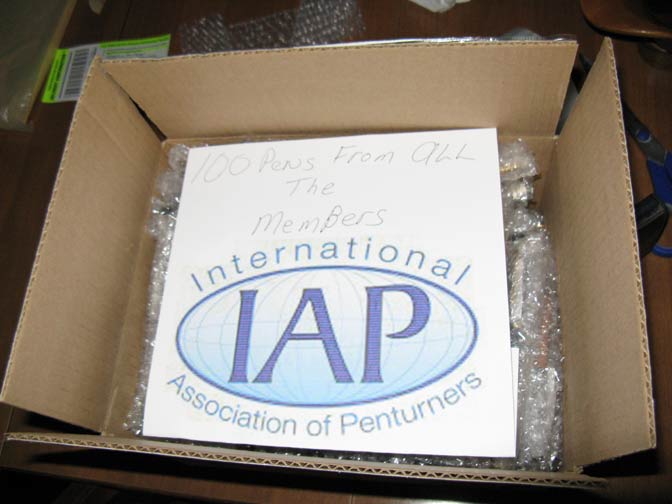 100 Pens From ALL
The
MemBers
International
IAP
Association of Penturners